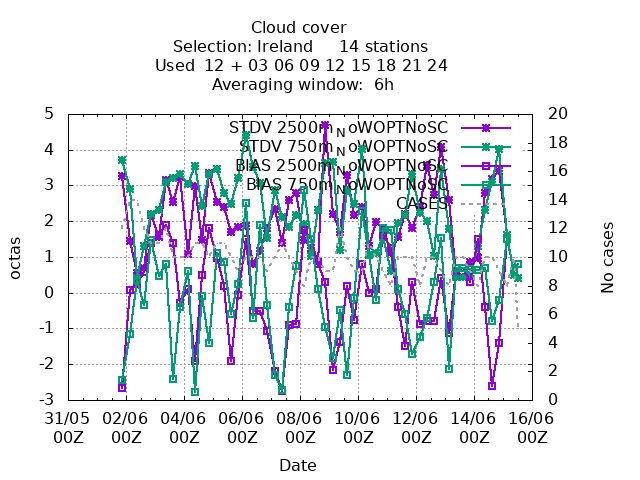 Cloud cover
Selection: Ireland     14 stations
Used  12 + 03 06 09 12 15 18 21 24
Averaging window:  6h
STDV 2500m_NoWOPTNoSC
STDV 750m_NoWOPTNoSC
BIAS 2500m_NoWOPTNoSC
BIAS 750m_NoWOPTNoSC
CASES
5
4
3
2
1
0
-1
-2
-3
octas
20
18
16
14
12
10
8
6
4
2
0
No cases
31/05 02/06 04/06 06/06 08/06 10/06 12/06 14/06 16/06
00Z 00Z 00Z 00Z 00Z 00Z 00Z 00Z 00Z
Date